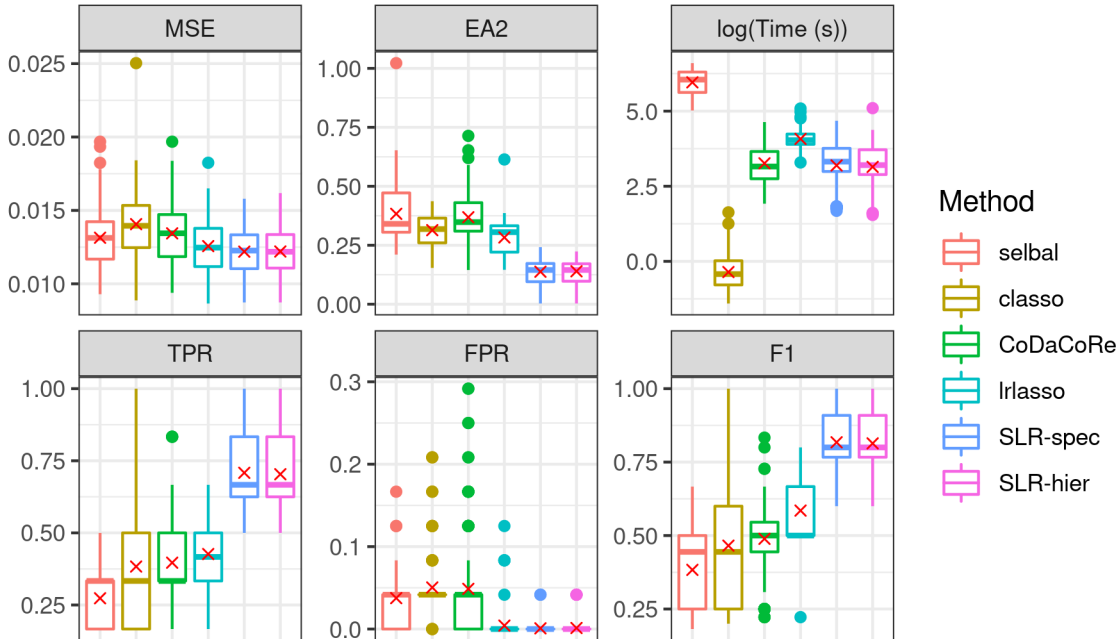 MSE
EA2
log(Time (s))
0.025
0.020
0.015
0.010
1.00
0.75
0.50
0.25
0.00
5.0
2.5
0.0
TPR
FPR
F1
1.00
0.75
0.50
0.25
0.3
0.2
0.1
0.0
1.00
0.75
0.50
0.25
Method
selbal
classo
CoDaCoRe
lrlasso
SLR-spec
SLR-hier